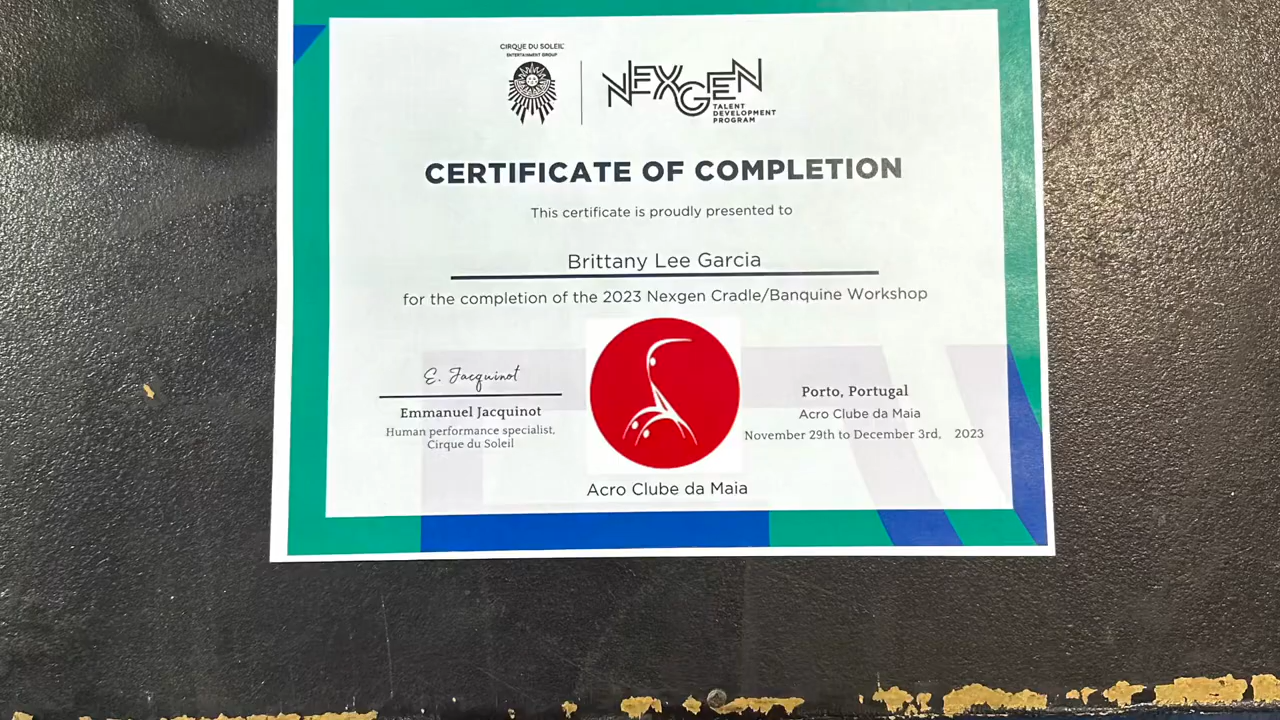 CIRQUE DU SOLEIL
ENTERTAINMENT GROUP
NEXGEN
TALENT
DEVELOPMENT
PROGRAM
CERTIFICATE OF COMPLETION
This certificate is proudly presented to
Brittany Lee Garcia
for the completion of the 2023 Nexgen Cradle/Banquine Workshop
E. Jacquinot
Emmanuel Jacquinot
Human performance specialist,
Cirque du Soleil
Acro Clube da Maia
Porto, Portugal
Acro Clube da Maia
November 29th to December 3rd, 2023